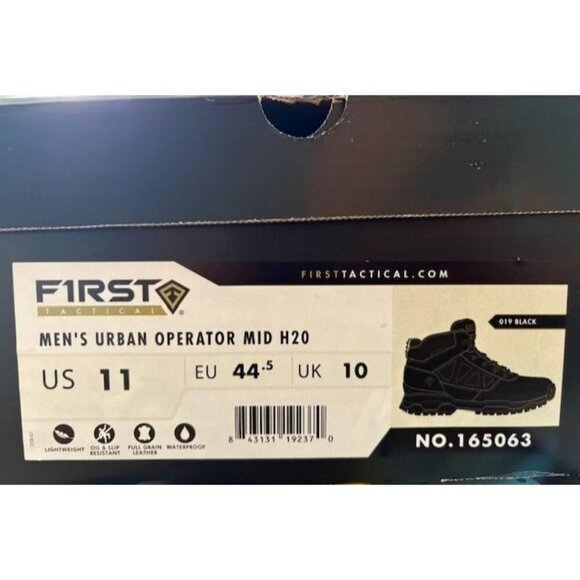 FIRSTTACTICAL.COM
F1RST
TACTICAL
MEN'S URBAN OPERATOR MID H20
US 11 EU 44.5 UK 10
019 BLACK
8 43131 19237 0
LIGHTWEIGHT
OIL & SLIP
RESISTANT
FULL GRAIN
LEATHER
WATERPROOF
NO.165063